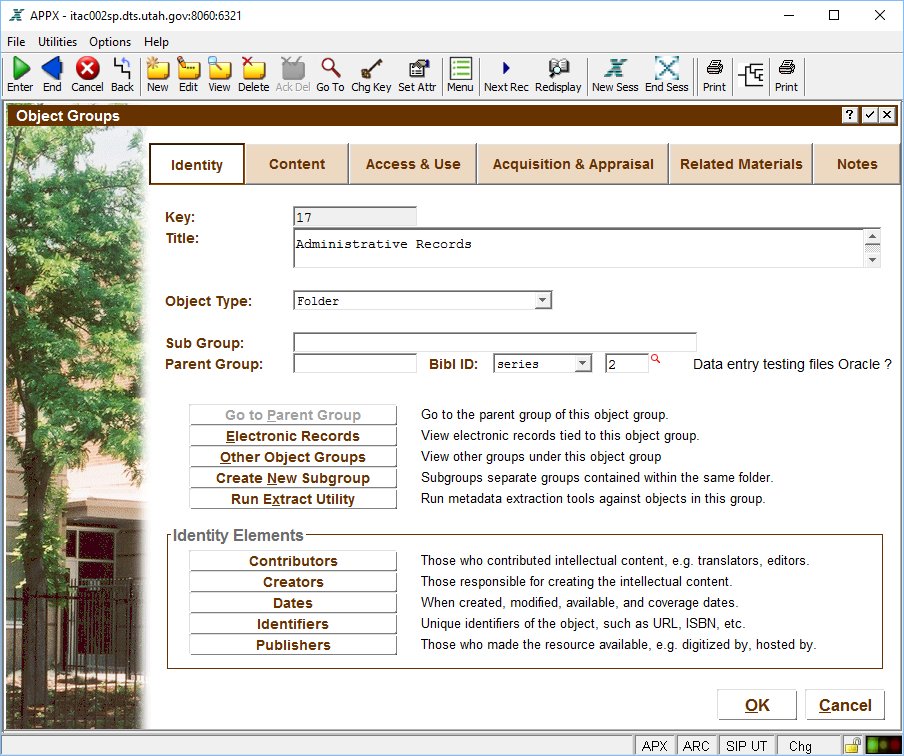 APPX - itac002sp.dts.utah.gov:8060:6321
File Utilities Options Help
Enter End Cancel Back New Edit View Delete Ack Del Go To Chg Key Set Attr Menu Next Rec Redisplay New Sess End Sess Print Print
Object Groups ?
Identity Content Access & Use Acquisition & Appraisal Related Materials Notes
Key: 17
Title: Administrative Records
Object Type: Folder
Sub Group:
Parent Group: Bibl ID: series 2 Data entry testing files Oracle ?
Go to Parent Group Go to the parent group of this object group.
Electronic Records View electronic records tied to this object group.
Other Object Groups View other groups under this object group
Create New Subgroup Subgroups separate groups contained within the same folder.
Run Extract Utility Run metadata extraction tools against objects in this group.
Identity Elements
Contributors Those who contributed intellectual content, e.g. translators, editors.
Creators Those responsible for creating the intellectual content.
Dates When created, modified, available, and coverage dates.
Identifiers Unique identifiers of the object, such as URL, ISBN, etc.
Publishers Those who made the resource available, e.g. digitized by, hosted by.
OK Cancel
APX ARC SIP UT Chg